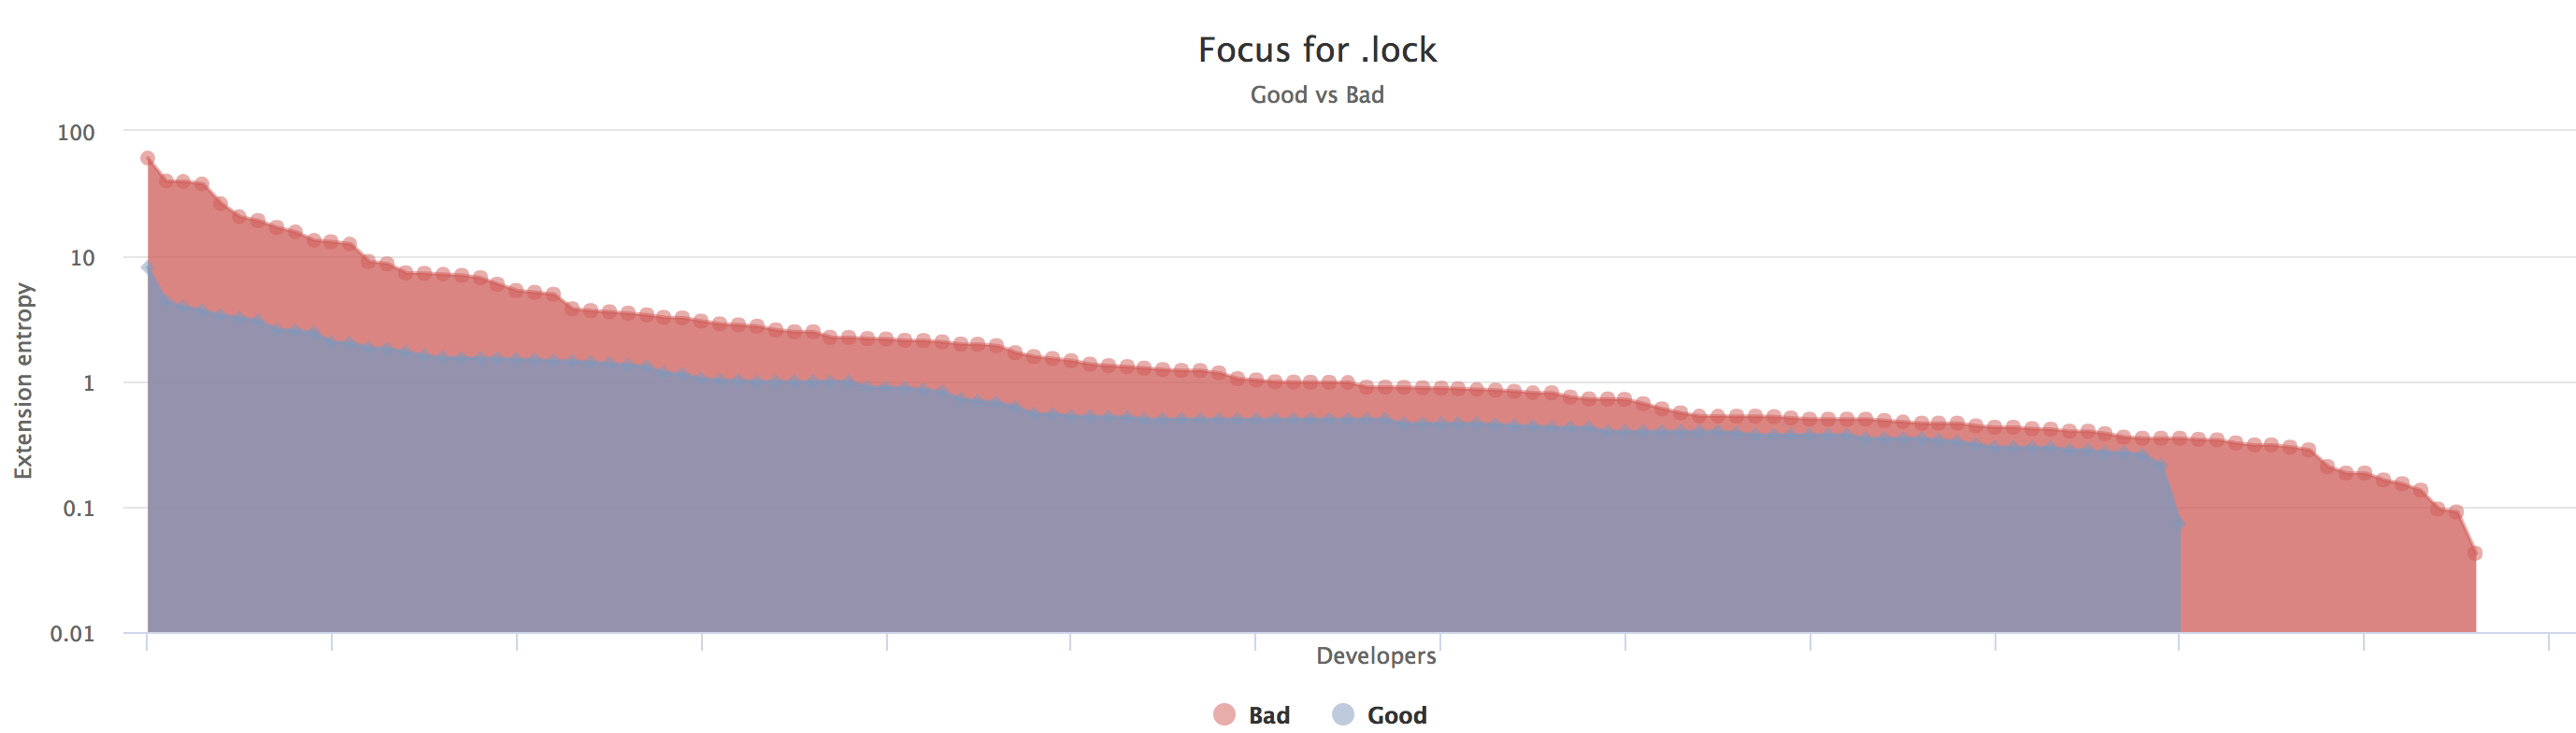 Focus for .lock
Good vs Bad
100
10
1
0.1
0.01
Extension entropy
Developers
Bad
Good